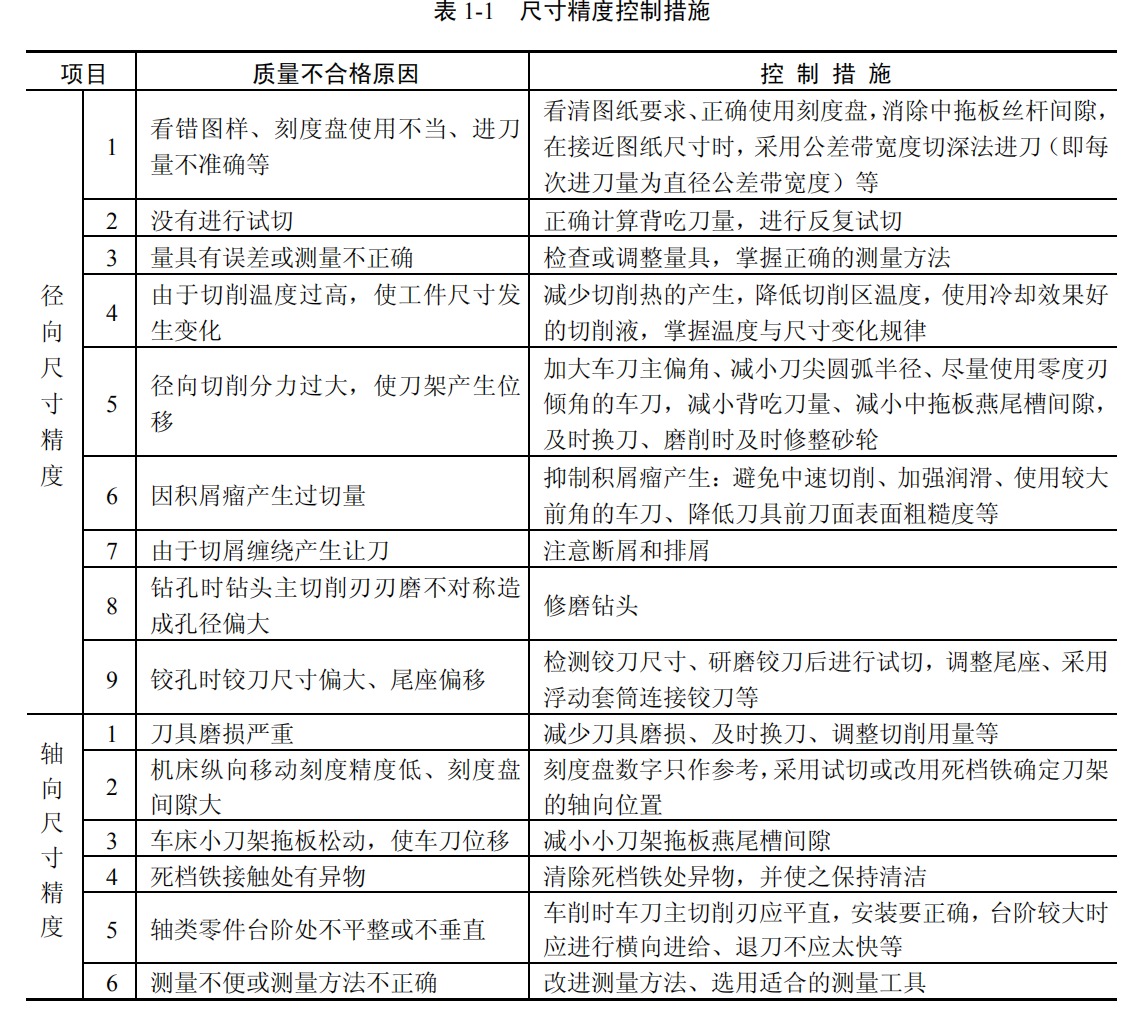 表 1-1 尺寸精度控制措施
项目 质量不合格原因 控 制 措 施
径向尺寸精度
1
看错图样、刻度盘使用不当、进刀
量不准确等
看清图纸要求、正确使用刻度盘，消除中拖板丝杆间隙，
在接近图纸尺寸时，采用公差带宽度切深法进刀（即每
次进刀量为直径公差带宽度）等
2 没有进行试切 正确计算背吃刀量，进行反复试切
3 量具有误差或测量不正确 检查或调整量具，掌握正确的测量方法
4
由于切削温度过高，使工件尺寸发
生变化
减少切削热的产生，降低切削区温度，使用冷却效果好
的切削液，掌握温度与尺寸变化规律
5
径向切削分力过大，使刀架产生位
移
加大车刀主偏角、减小刀尖圆弧半径、尽量使用零度刃
倾角的车刀，减小背吃刀量、减小中拖板燕尾槽间隙，
及时换刀、磨削时及时修整砂轮
6
因积屑瘤产生过切量
抑制积屑瘤产生：避免中速切削、加强润滑、使用较大
前角的车刀、降低刀具前刀面表面粗糙度等
7 由于切屑缠绕产生让刀 注意断屑和排屑
8
钻孔时钻头主切削刃刃磨不对称造
成孔径偏大
修磨钻头
9
铰孔时铰刀尺寸偏大、尾座偏移
检测铰刀尺寸、研磨铰刀后进行试切，调整尾座、采用
浮动套筒连接铰刀等
轴向尺寸精度
1 刀具磨损严重 减少刀具磨损、及时换刀、调整切削用量等
2
机床纵向移动刻度精度低、刻度盘
间隙大
刻度盘数字只作参考，采用试切或改用死档铁确定刀架
的轴向位置
3 车床小刀架拖板松动，使车刀位移 减小小刀架拖板燕尾槽间隙
4 死档铁接触处有异物 清除死档铁处异物，并使之保持清洁
5
轴类零件台阶处不平整或不垂直
车削时车刀主切削刃应平直，安装要正确，台阶较大时
应进行横向进给、退刀不应太快等
6 测量不便或测量方法不正确 改进测量方法、选用适合的测量工具